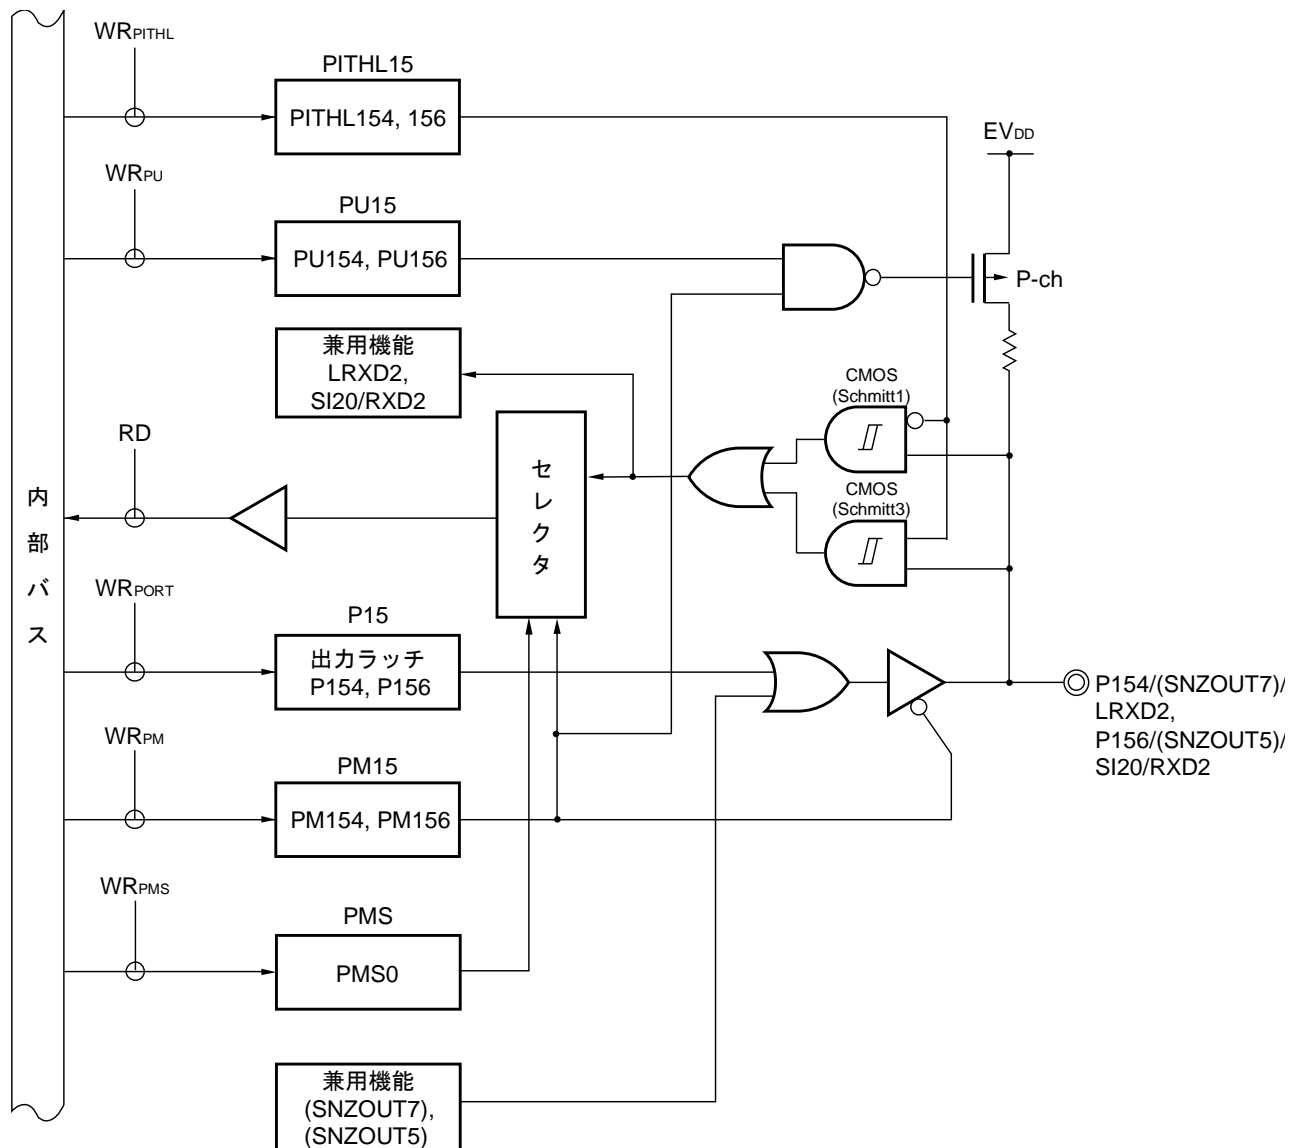 WRPITHL
PITHL15
PITHL154, 156
EVDD
WRPU
PU15
PU154, PU156
P-ch
兼用機能
LRXD2,
SI20/RXD2
CMOS
(Schmitt1)
RD
セレクタ
CMOS
(Schmitt3)
内部バス
WRPORT
P15
出力ラッチ
P154, P156
P154/(SNZOUT7)/
LRXD2,
P156/(SNZOUT5)/
SI20/RXD2
WRPM
PM15
PM154, PM156
WRPMS
PMS
PMS0
兼用機能
(SNZOUT7),
(SNZOUT5)